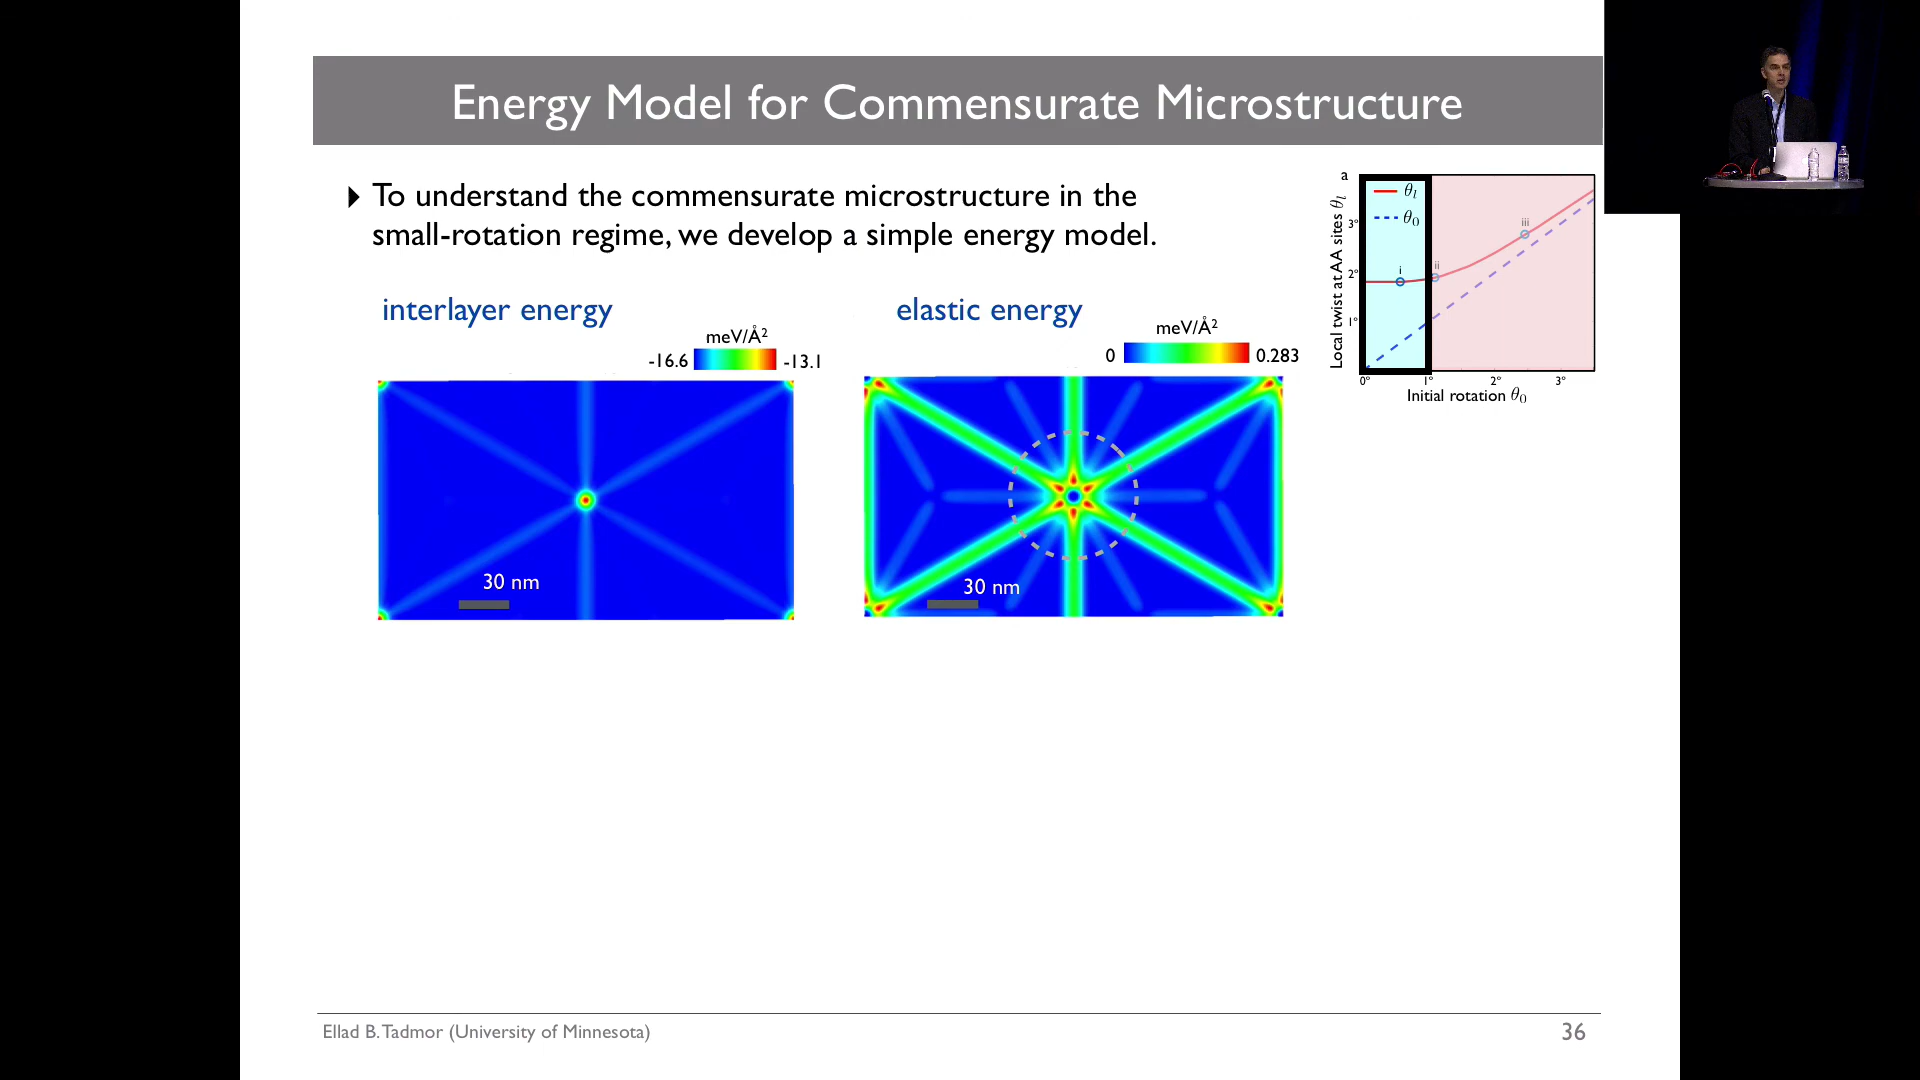 Energy Model for Commensurate Microstructure
To understand the commensurate microstructure in the
small-rotation regime, we develop a simple energy model.
interlayer energy
meV/Å²
-16.6
-13.1
30 nm
elastic energy
meV/Å²
0
0.283
30 nm
a
Local twist at AA sites θl
θl
θ0
3°
2°
1°
i
ii
iii
0°
1°
2°
3°
Initial rotation θ0
Ellad B. Tadmor (University of Minnesota)
36